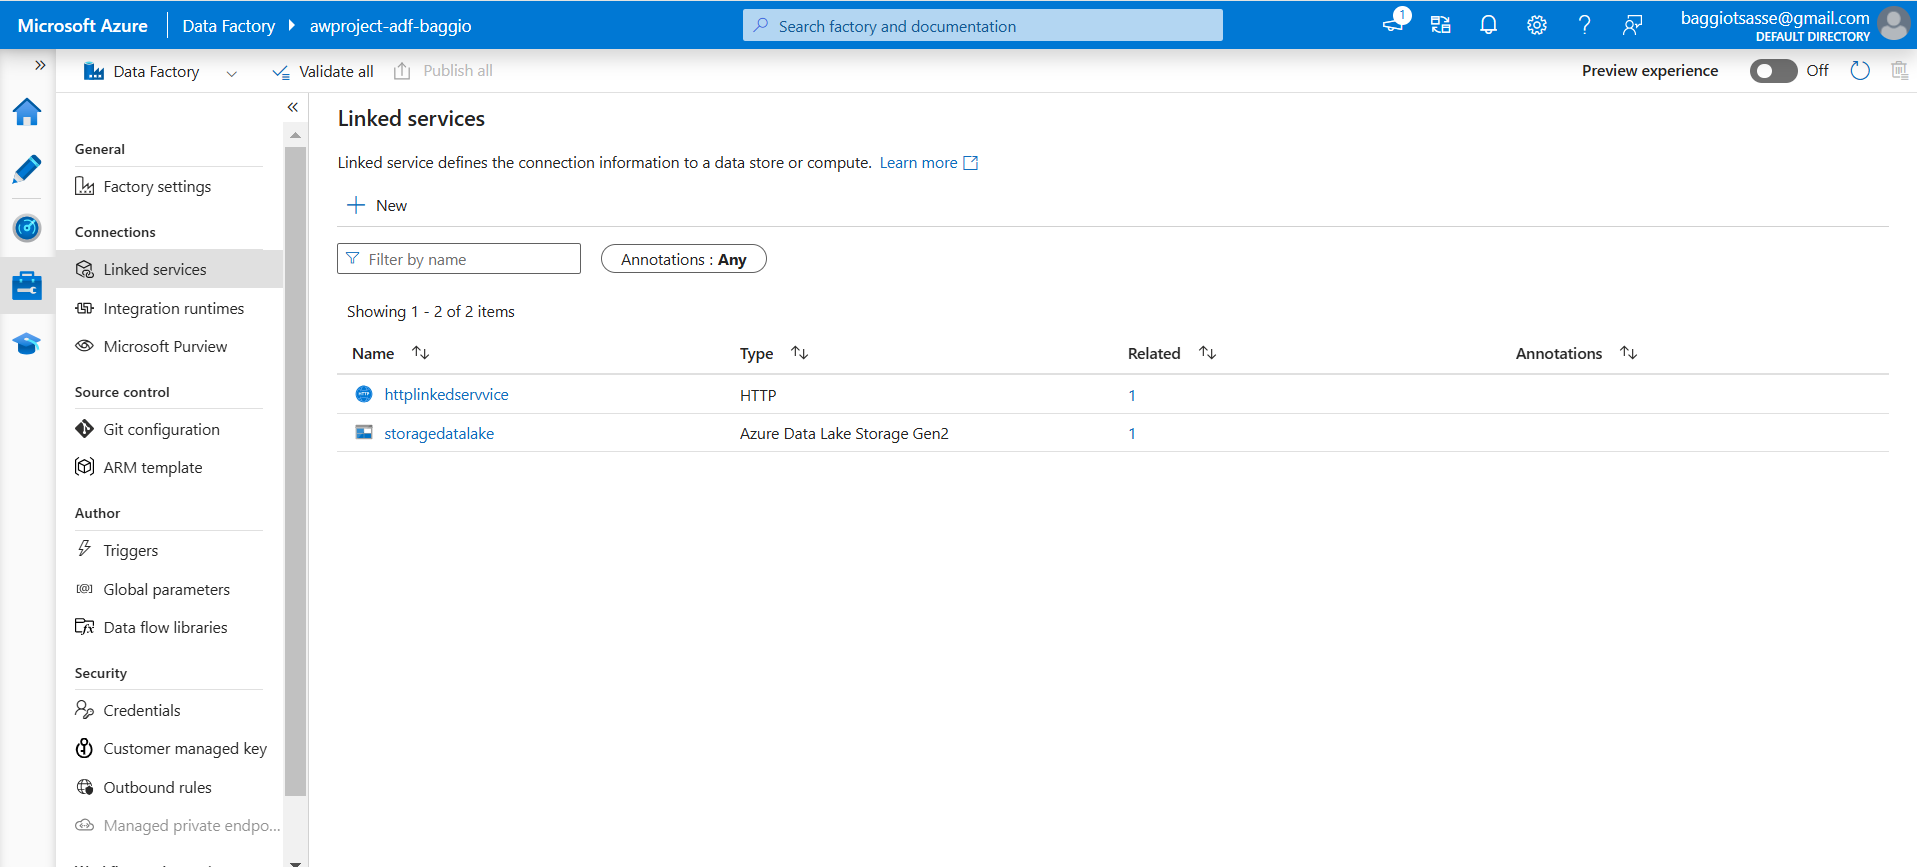 Microsoft Azure
Data Factory
awproject-adf-baggio
Search factory and documentation
1
baggiotsasse@gmail.com
DEFAULT DIRECTORY
Data Factory
Validate all
Publish all
Preview experience
Off
General
Factory settings
Connections
Linked services
Integration runtimes
Microsoft Purview
Source control
Git configuration
ARM template
Author
Triggers
Global parameters
Data flow libraries
Security
Credentials
Customer managed key
Outbound rules
Managed private endpo...
Linked services
Linked service defines the connection information to a data store or compute. Learn more
New
Filter by name
Annotations : Any
Showing 1 - 2 of 2 items
Name Type Related Annotations
httplinkedservvice HTTP 1
storagedatalake Azure Data Lake Storage Gen2 1